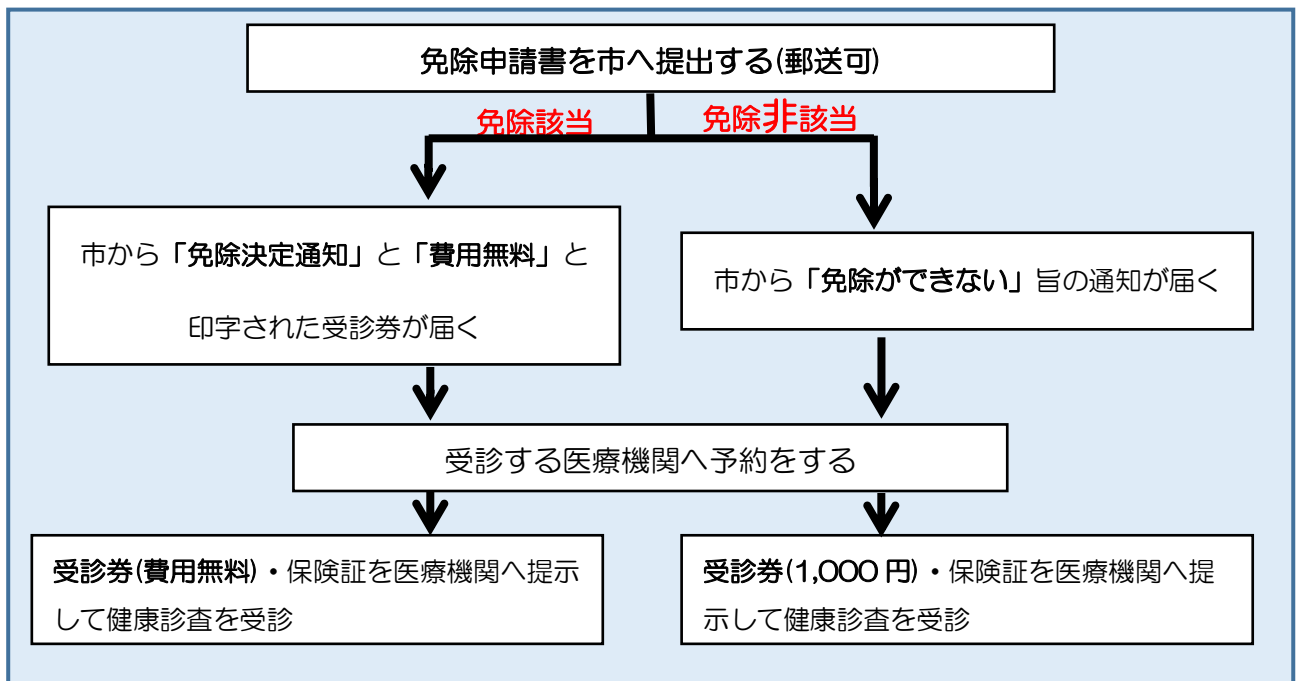 免除申請書を市へ提出する(郵送可)
免除該当
免除非該当
市から「免除決定通知」と「費用無料」と
印字された受診券が届く
市から「免除ができない」旨の通知が届く
受診する医療機関へ予約をする
受診券(費用無料)・保険証を医療機関へ提示
して健康診査を受診
受診券(1,000 円)・保険証を医療機関へ提
示して健康診査を受診